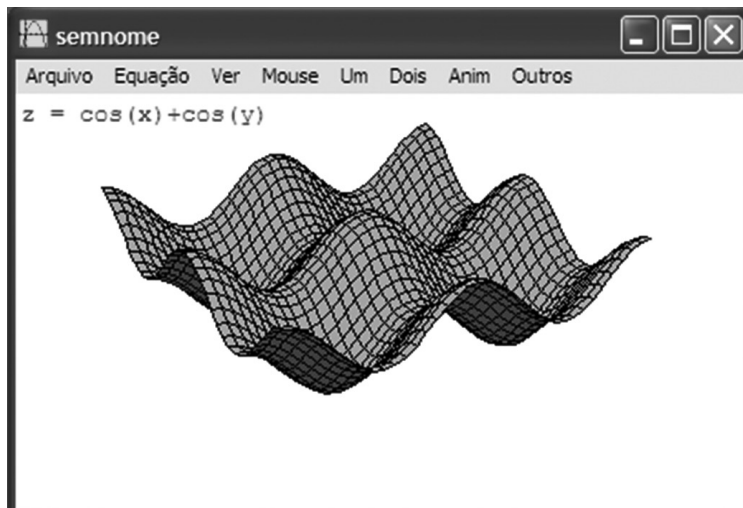 semnome
Arquivo Equação Ver Mouse Um Dois Anim Outros
z = cos(x)+cos(y)